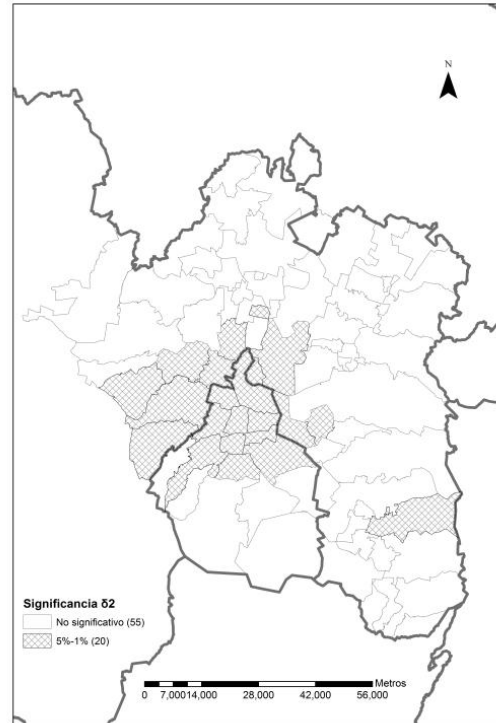 N
Significancia δ2
No significativo (55)
5%-1% (20)
Metros
0 7,00014,000 28,000 42,000 56,000